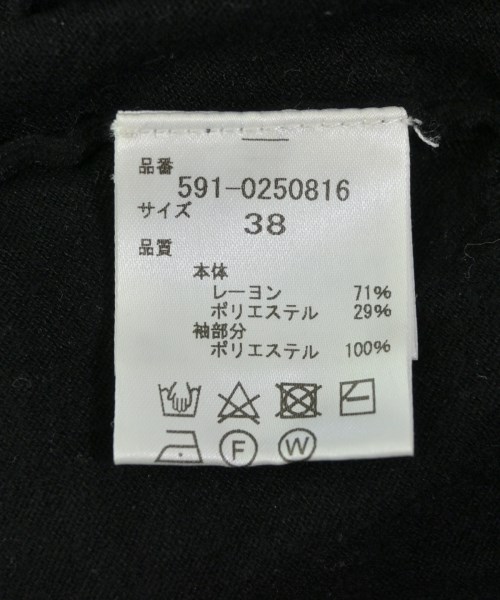 品番
591-0250816
サイズ
38
品質
本体
レーヨン 71%
ポリエステル 29%
袖部分
ポリエステル 100%
F W